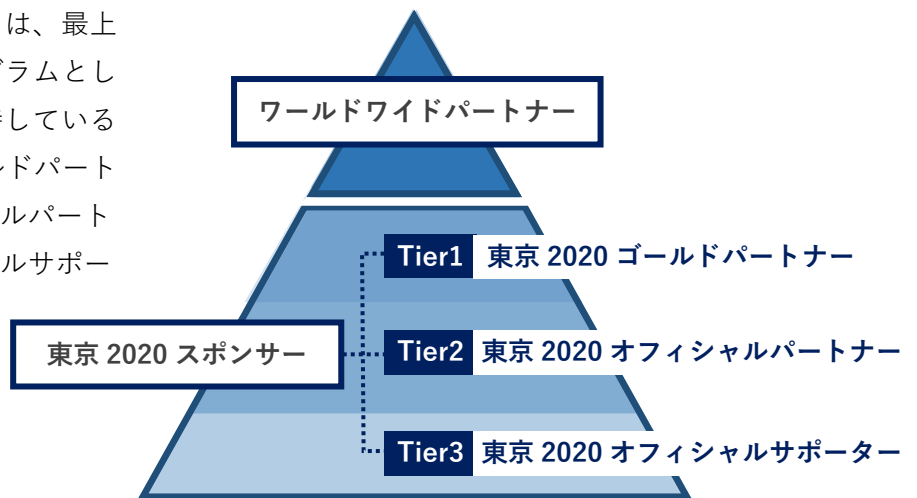 は、最上
グラムとし
している
ルドパート
ルパート
ルサポー
ワールドワイドパートナー
東京 2020 スポンサー
Tier1 東京 2020 ゴールドパートナー
Tier2 東京 2020 オフィシャルパートナー
Tier3 東京 2020 オフィシャルサポーター